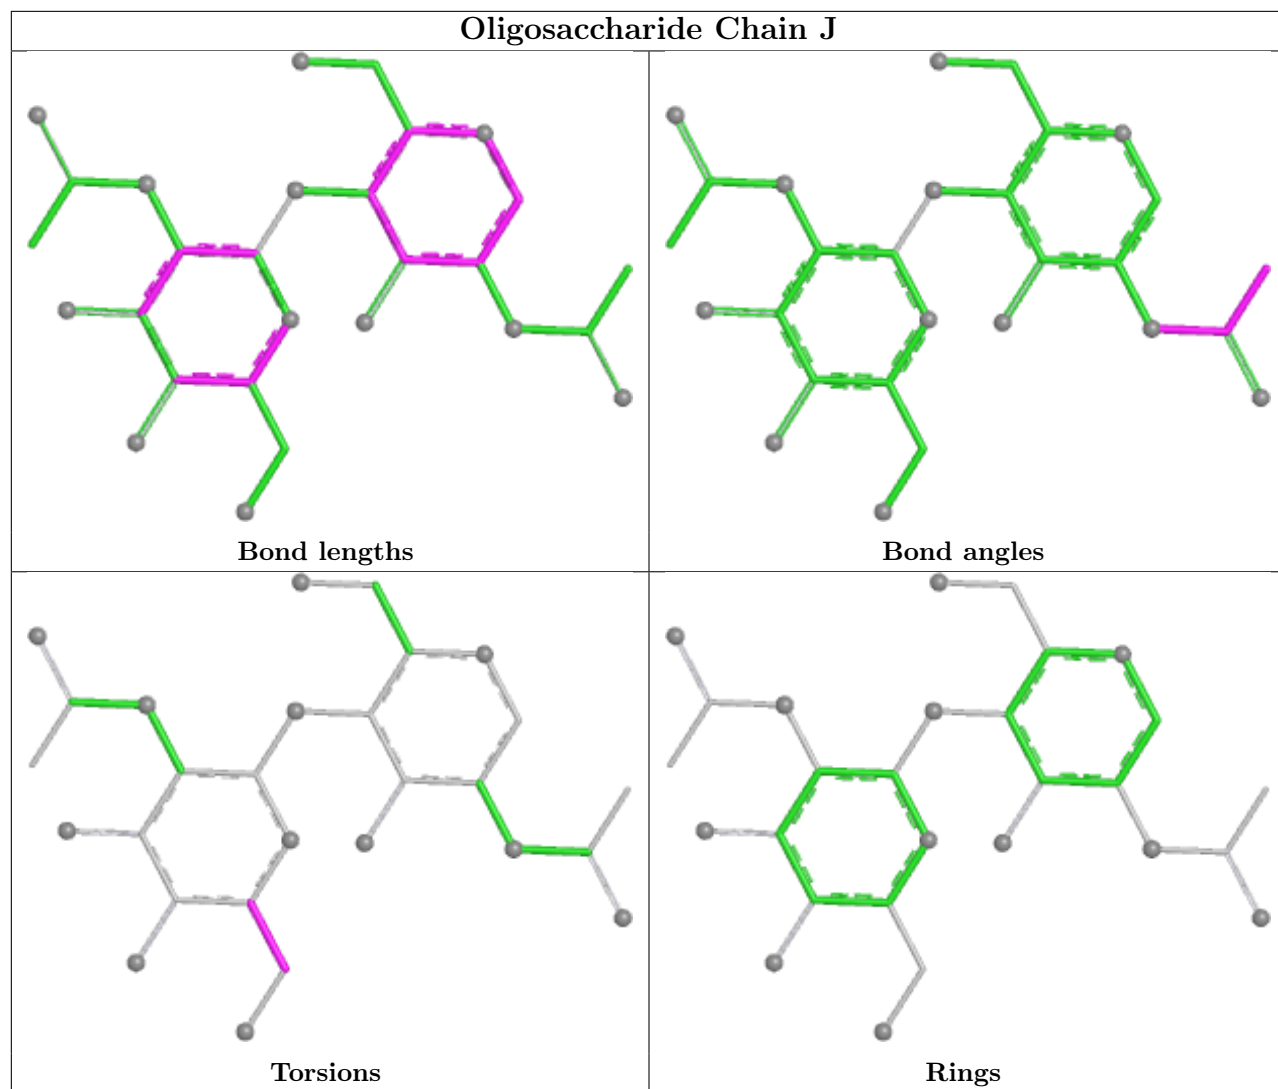 Oligosaccharide Chain J
Bond lengths
Bond angles
Torsions
Rings